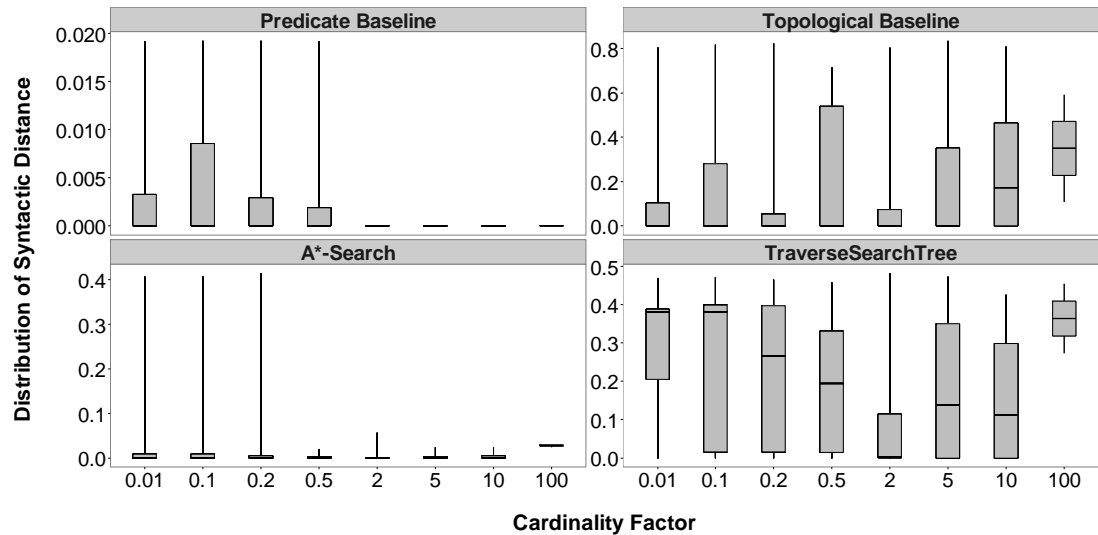 Predicate Baseline
Topological Baseline
0.020
0.015
0.010
0.005
0.000
0.8
0.6
0.4
0.2
0.0
A*-Search
TraverseSearchTree
0.4
0.3
0.2
0.1
0.0
0.5
0.4
0.3
0.2
0.1
0.0
0.01 0.1 0.2 0.5 2 5 10 100
0.01 0.1 0.2 0.5 2 5 10 100
Distribution of Syntactic Distance
Cardinality Factor